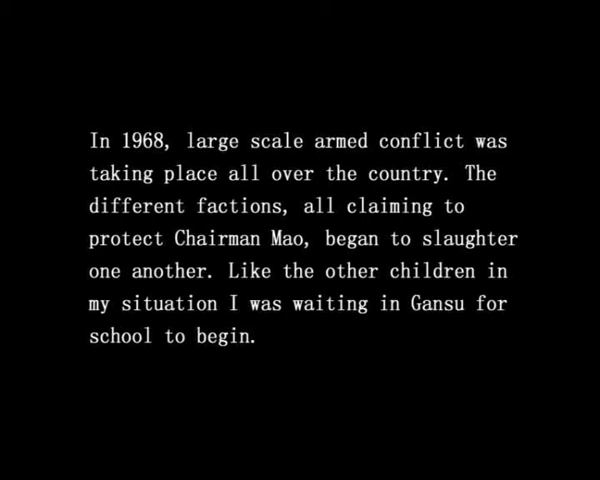 In 1968, large scale armed conflict was
taking place all over the country. The
different factions, all claiming to
protect Chairman Mao, began to slaughter
one another. Like the other children in
my situation I was waiting in Gansu for
school to begin.